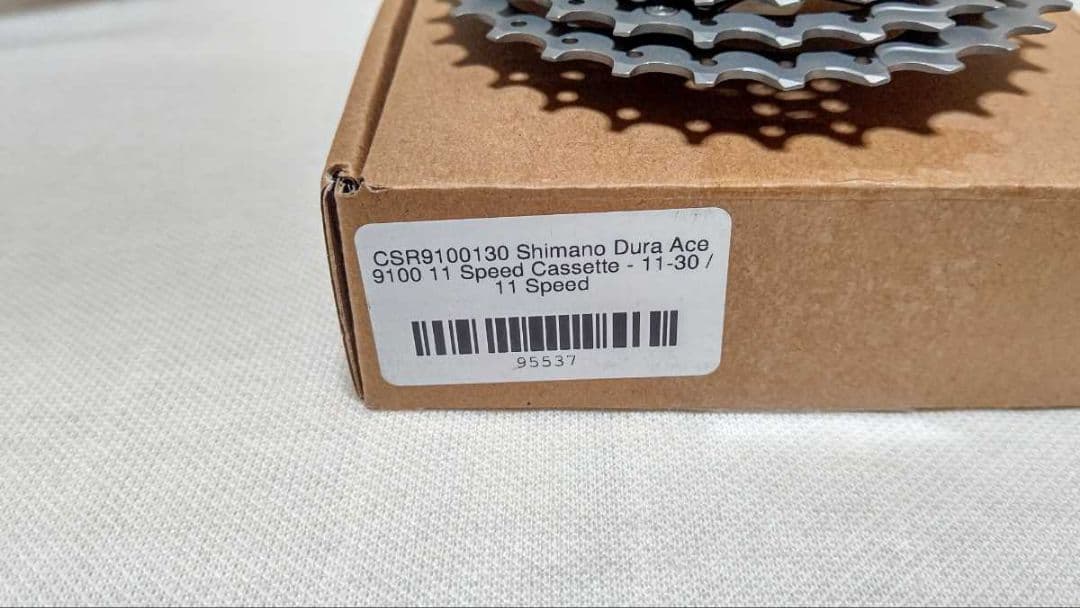 CSR9100130 Shimano Dura Ace
9100 11 Speed Cassette - 11-30 /
11 Speed
95537